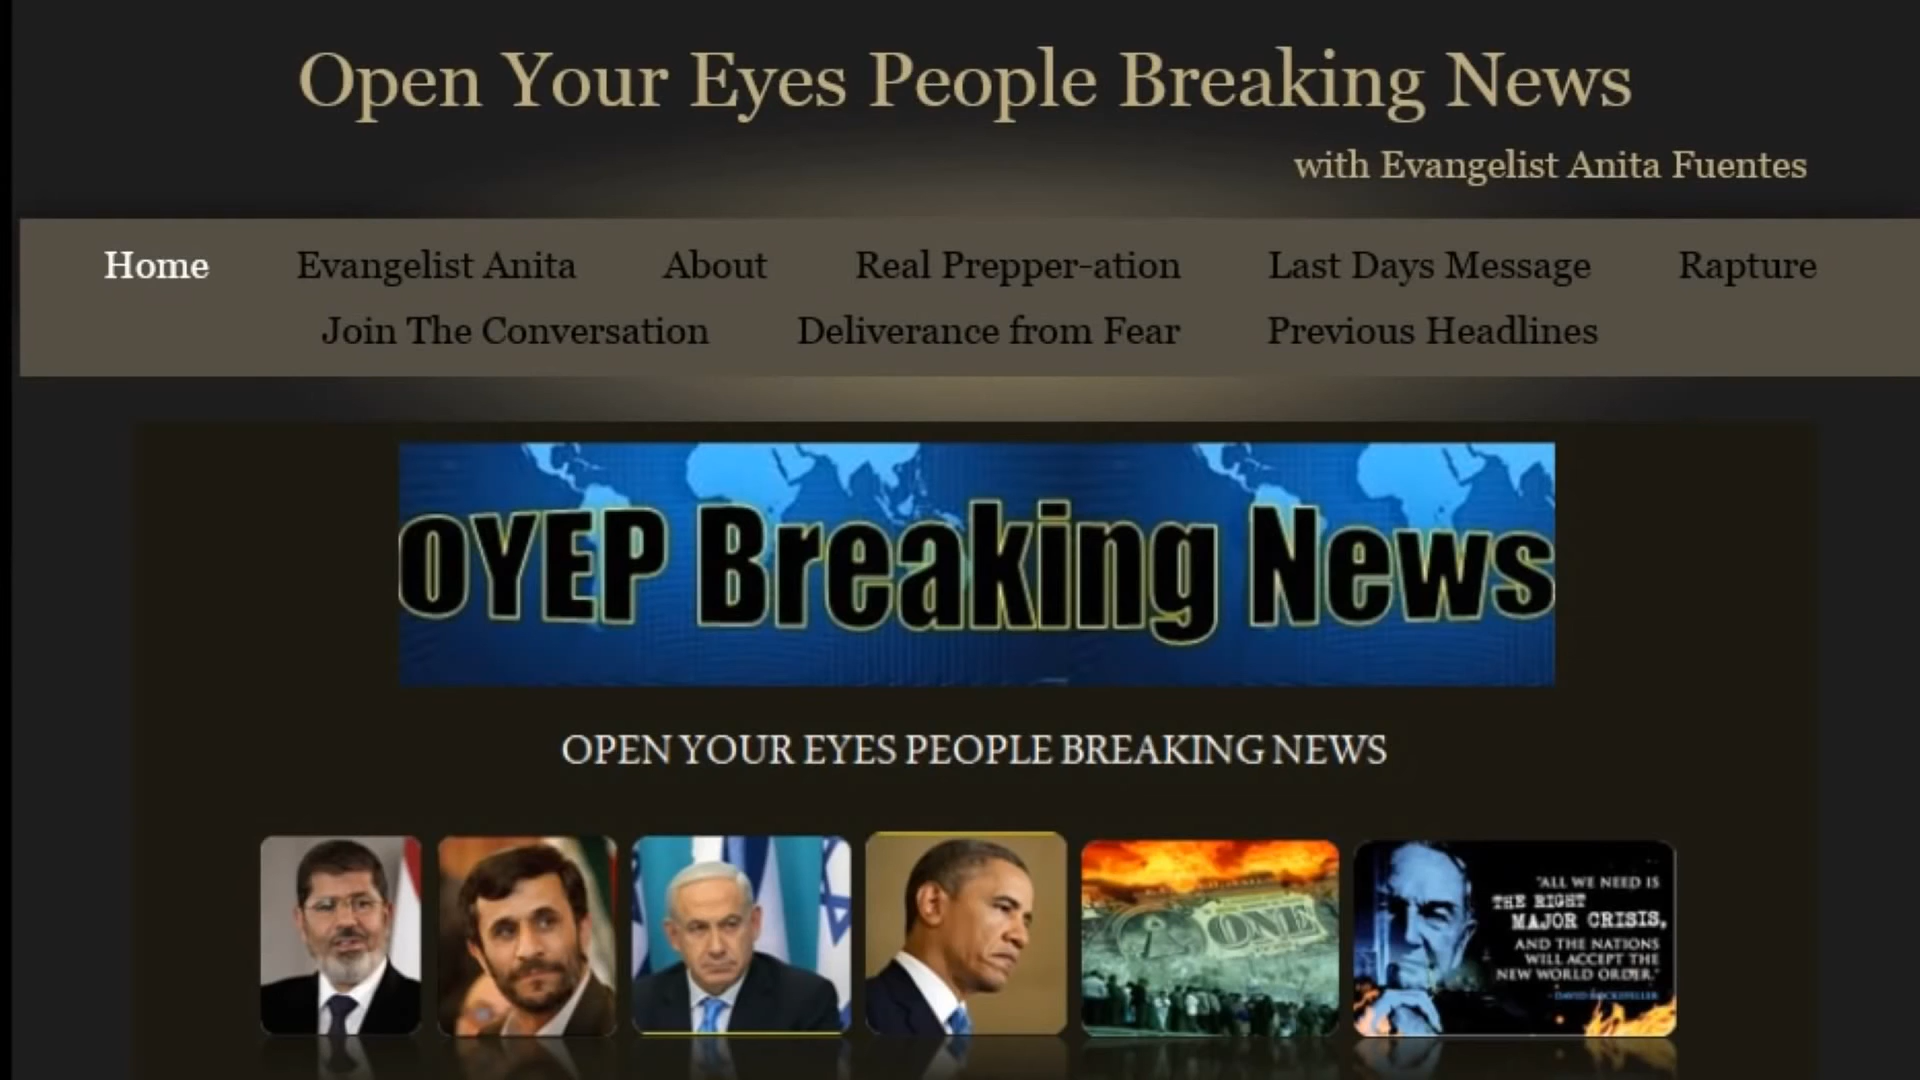 Open Your Eyes People Breaking News
with Evangelist Anita Fuentes
Home Evangelist Anita About Real Prepper-ation Last Days Message Rapture
Join The Conversation Deliverance from Fear Previous Headlines
OYEP Breaking News
OPEN YOUR EYES PEOPLE BREAKING NEWS
ONE
"ALL WE NEED IS
THE RIGHT
MAJOR CRISIS,
AND THE NATIONS
WILL ACCEPT THE
NEW WORLD ORDER."
- DAVID ROCKEFELLER